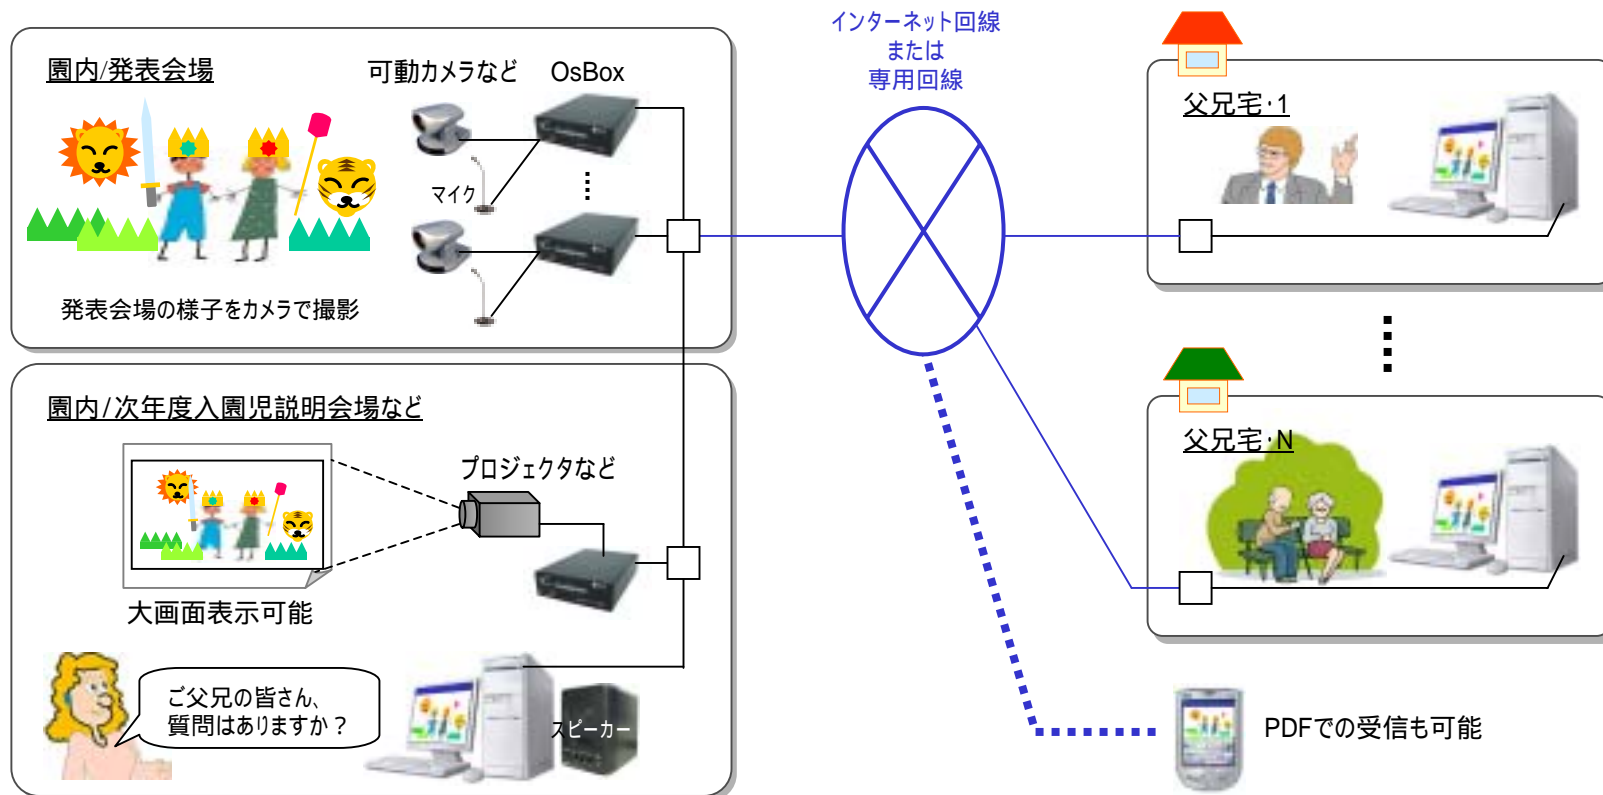 インターネット回線
または
専用回線
園内/発表会場
可動カメラなど
OsBox
マイク
発表会場の様子をカメラで撮影
父兄宅・1
園内/次年度入園児説明会場など
プロジェクタなど
大画面表示可能
ご父兄の皆さん、
質問はありますか？
スピーカー
父兄宅・N
PDFでの受信も可能